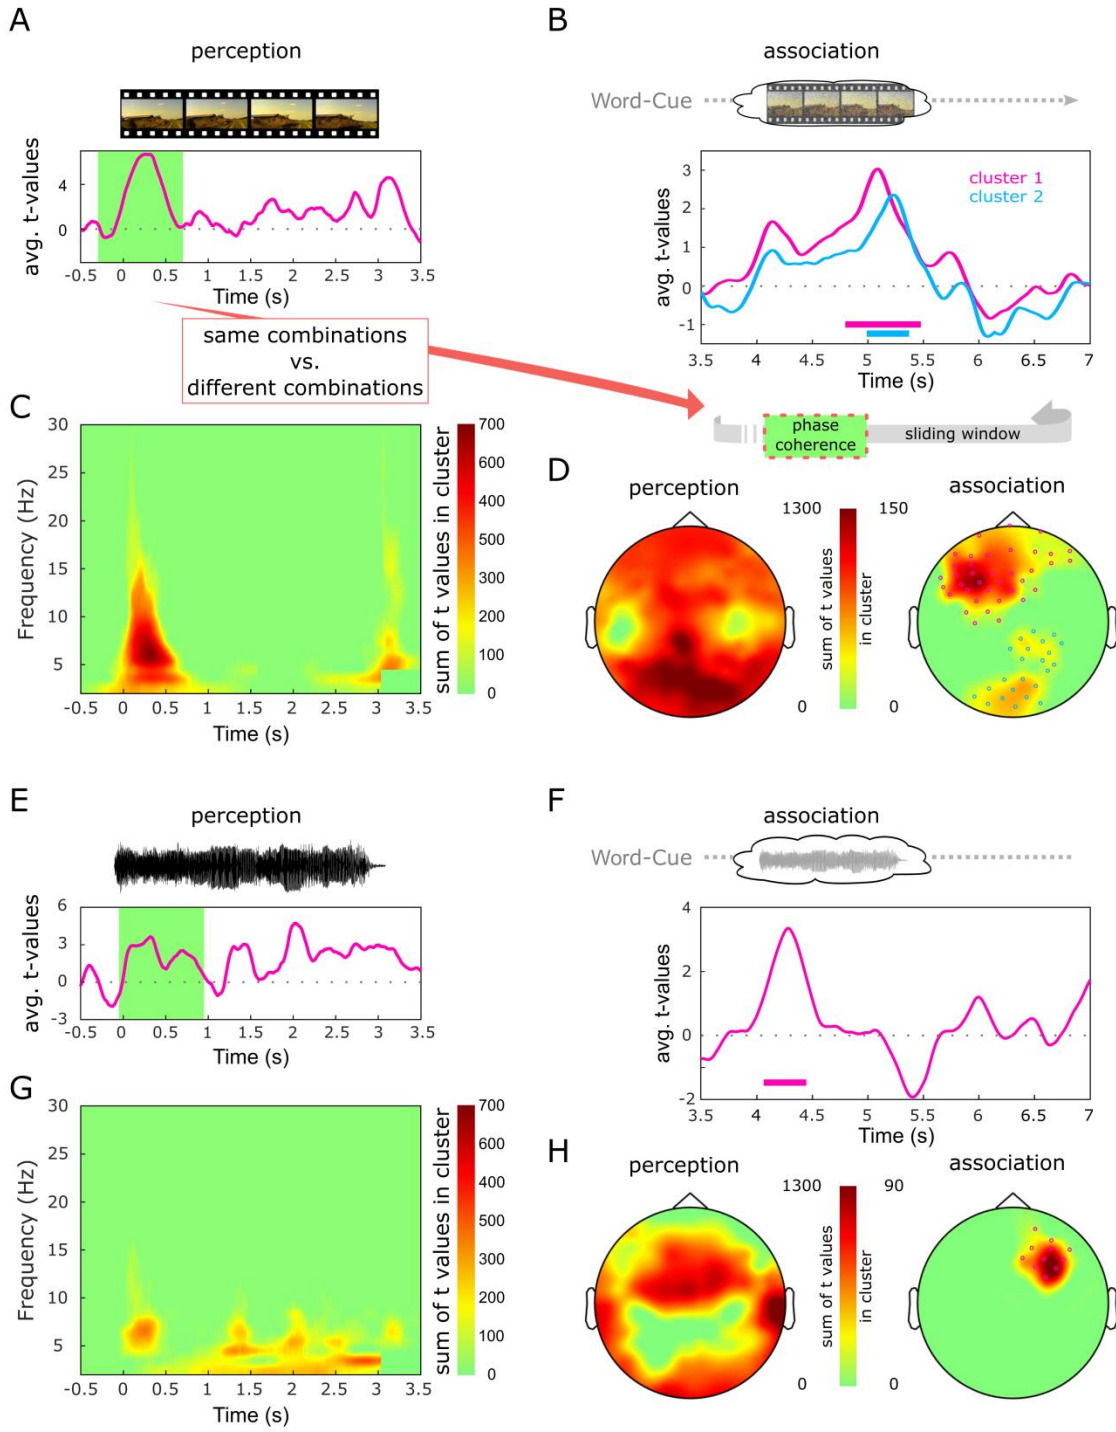 A
perception
avg. t-values
4
0
-0.5 0 0.5 1 1.5 2 2.5 3 3.5
Time (s)
B
association
Word-Cue
avg. t-values
cluster 1
cluster 2
3
2
1
0
-1
3.5 4 4.5 5 5.5 6 6.5 7
Time (s)
same combinations
vs.
different combinations
phase
coherence
sliding window
C
Frequency (Hz)
30
25
20
15
10
5
-0.5 0 0.5 1 1.5 2 2.5 3 3.5
Time (s)
700
600
500
400
300
200
100
0
sum of t values in cluster
D
perception
association
1300 150
sum of t values
in cluster
0 0
E
perception
avg. t-values
6
3
0
-3
-0.5 0 0.5 1 1.5 2 2.5 3 3.5
Time (s)
F
association
Word-Cue
avg. t-values
4
2
0
-2
3.5 4 4.5 5 5.5 6 6.5 7
Time (s)
G
Frequency (Hz)
30
25
20
15
10
5
-0.5 0 0.5 1 1.5 2 2.5 3 3.5
Time (s)
700
600
300
400
500
300
200
100
0
sum of t values in cluster
H
perception
association
1300 90
sum of t values
in cluster
0 0